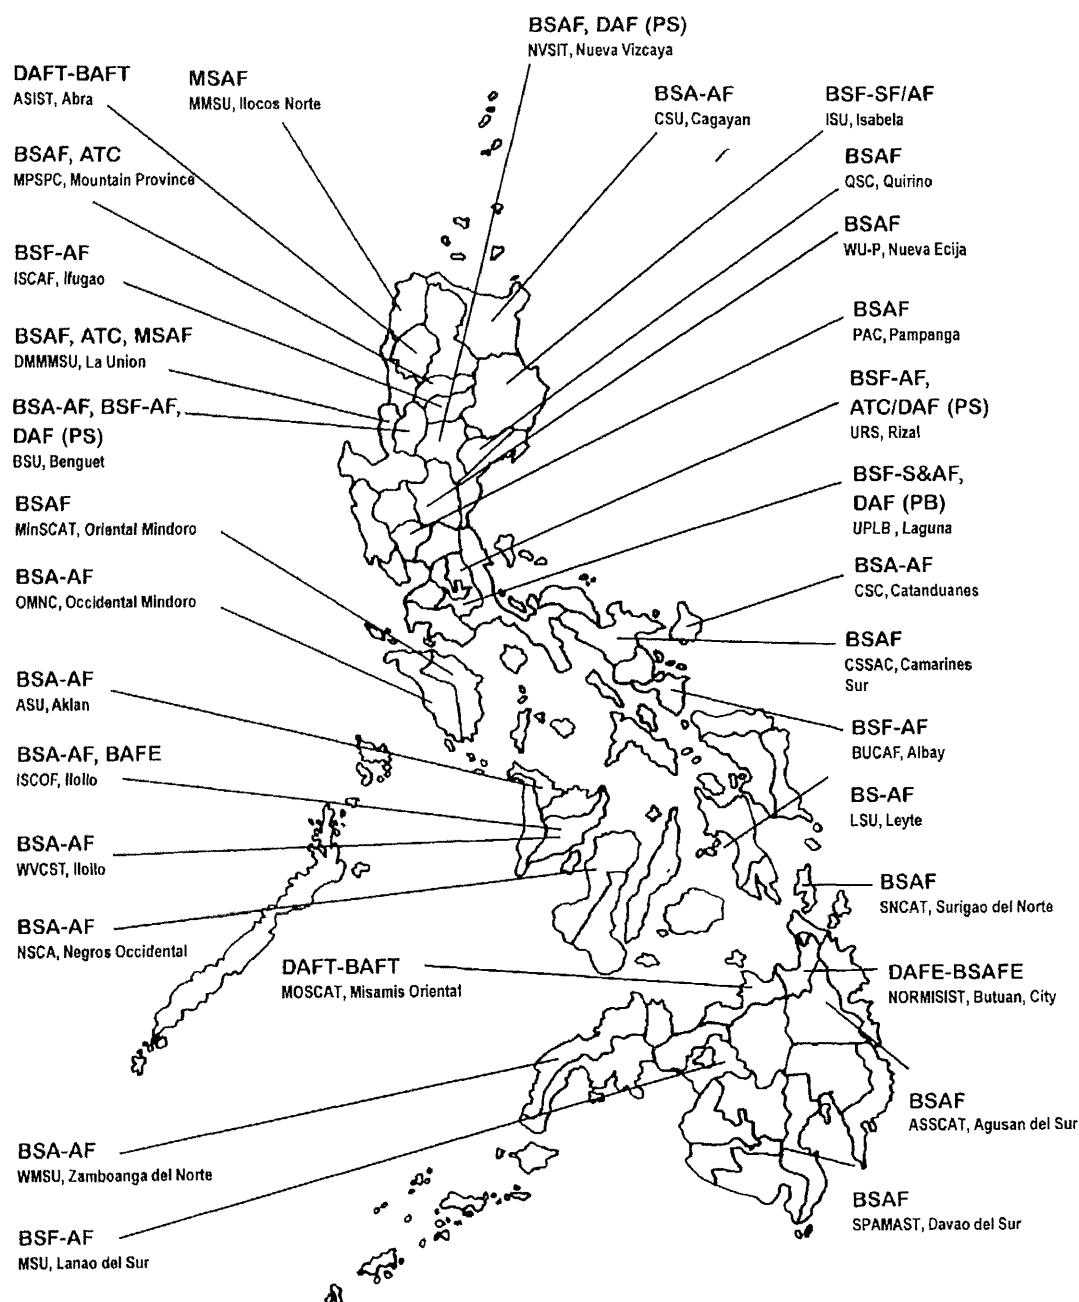 BSAF, DAF (PS)
NVSIT, Nueva Vizcaya
DAFT-BAFT
ASIST, Abra
MSAF
MMSU, Ilocos Norte
BSA-AF
CSU, Cagayan
BSF-SF/AF
ISU, Isabela
BSAF, ATC
MPSPC, Mountain Province
BSAF
QSC, Quirino
BSAF
WU-P, Nueva Ecija
BSF-AF
ISCAF, Ifugao
BSAF
PAC, Pampanga
BSAF, ATC, MSAF
DMMMSU, La Union
BSF-AF,
ATC/DAF (PS)
URS, Rizal
BSA-AF, BSF-AF,
DAF (PS)
BSU, Benguet
BSF-S&AF,
DAF (PB)
UPLB , Laguna
BSAF
MinSCAT, Oriental Mindoro
BSA-AF
CSC, Catanduanes
BSA-AF
OMNC, Occidental Mindoro
BSAF
CSSAC, Camarines
Sur
BSA-AF
ASU, Aklan
BSF-AF
BUCAF, Albay
BSA-AF, BAFE
ISCOF, Iloilo
BS-AF
LSU, Leyte
BSA-AF
WVCST, Iloilo
BSAF
SNCAT, Surigao del Norte
BSA-AF
NSCA, Negros Occidental
DAFT-BAFT
MOSCAT, Misamis Oriental
DAFE-BSAFE
NORMISIST, Butuan, City
BSAF
ASSCAT, Agusan del Sur
BSA-AF
WMSU, Zamboanga del Norte
BSAF
SPAMAST, Davao del Sur
BSF-AF
MSU, Lanao del Sur